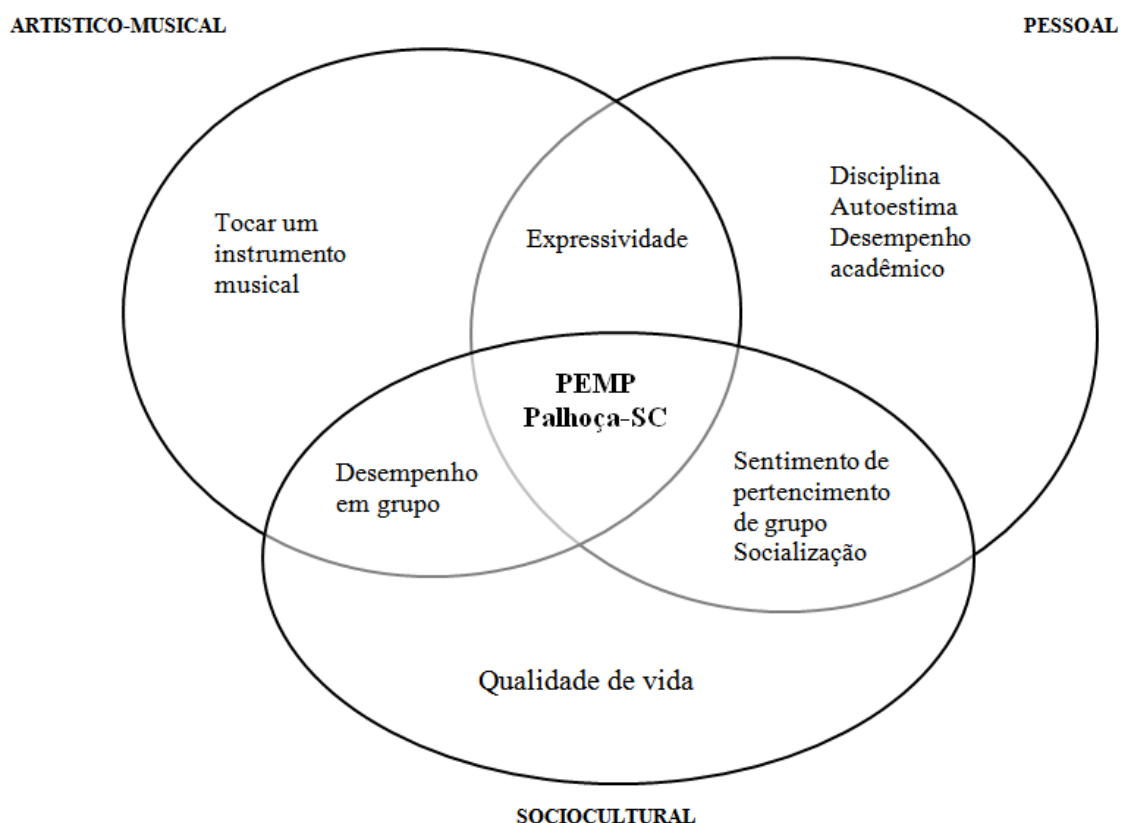 ARTISTICO-MUSICAL
PESSOAL
Tocar um
instrumento
musical
Expressividade
Disciplina
Autoestima
Desempenho
acadêmico
PEMP
Palhoça-SC
Desempenho
em grupo
Sentimento de
pertencimento
de grupo
Socialização
Qualidade de vida
SOCIOCULTURAL